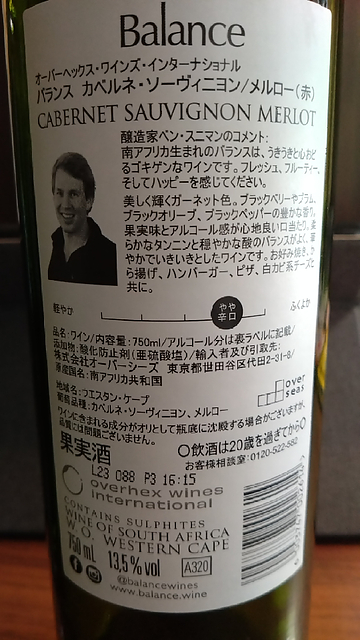 Balance
オーバーヘックス・ワインズ・インターナショナル
バランス カベルネ・ソーヴィニヨン/メルロー(赤)
CABERNET SAUVIGNON MERLOT
醸造家ベン・スニマンのコメント:
南アフリカ生まれのバランスは、うきうきと心おど
るゴキゲンなワインです。フレッシュ、フルーティー、
そしてハッピーを感じてください。
美しく輝くガーネット色。ブラックベリーやプラム、
ブラックオリーブ、ブラックペッパーの豊かな香り。
果実味とアルコール感が心地良い口当たり。柔
らかなタンニンと穏やかな酸のバランスがよく、華
やかでいきいきとしたワインです。お好み焼き、か
ら揚げ、ハンバーガー、ピザ、白カビ系チーズと
共に。
軽やか やや辛口 ふくよか
品名:ワイン/内容量:750ml/アルコール分は裏ラベルに記載/
添加物:酸化防止剤(亜硫酸塩)/輸入者及び引取先:
株式会社オーバーシーズ 東京都世田谷区代田2-31-8/
原産国名:南アフリカ共和国
地域名:ウエスタン・ケープ
葡萄品種:カベルネ・ソーヴィニヨン、メルロー
over
seas
ワインに含まれる成分がオリとして瓶底に沈殿する場合がございますが、
品質には問題ございません。
果実酒 〇飲酒は20歳を過ぎてから〇
お客様相談室:0120-522-582
L23 088 P3 16:15
overhex wines
international
CONTAINS SULPHITES
WINE OF SOUTH AFRICA
W.O. WESTERN CAPE
750 mL 13,5% vol A320
@balancewines
www.balance.wine